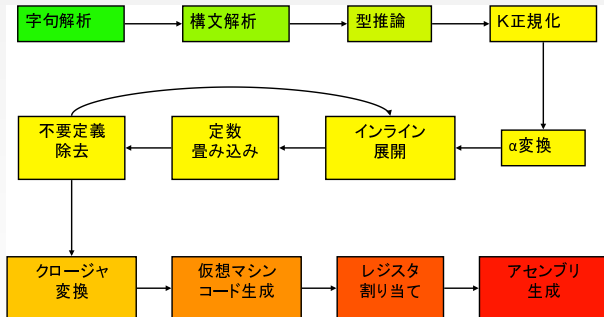 字句解析
構文解析
型推論
K正規化
不要定義
除去
定数
畳み込み
インライン
展開
α変換
クロージャ
変換
仮想マシン
コード生成
レジスタ
割り当て
アセンブリ
生成